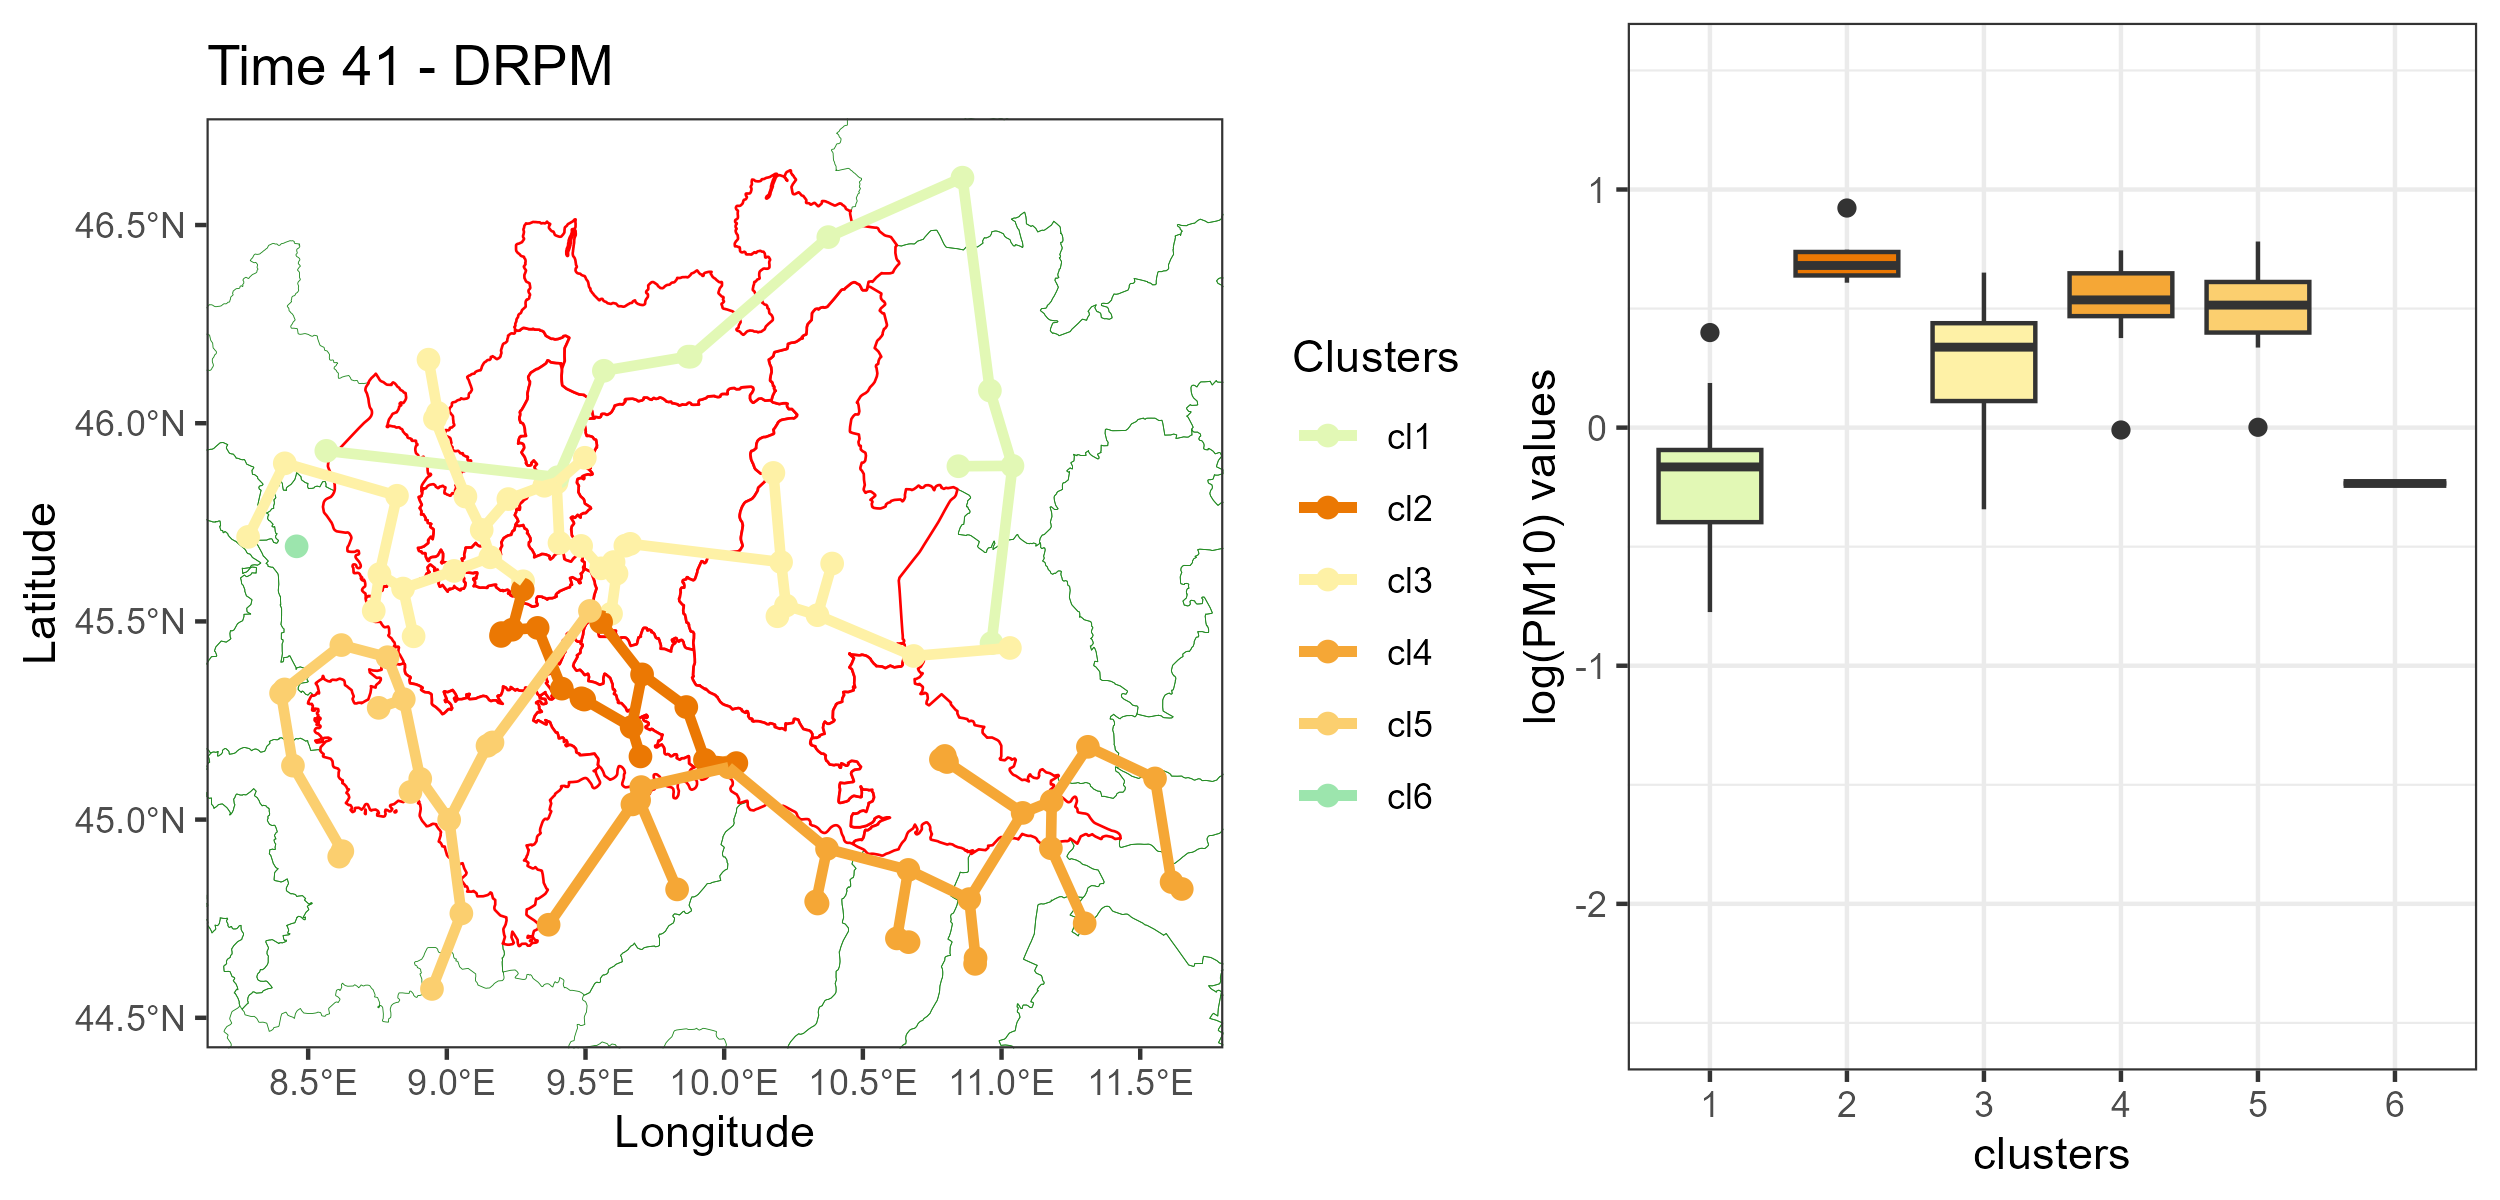 Time 41 - DRPM
Latitude
46.5°N
46.0°N
45.5°N
45.0°N
44.5°N
8.5°E 9.0°E 9.5°E 10.0°E 10.5°E 11.0°E 11.5°E
Longitude
Clusters
cl1
cl2
cl3
cl4
cl5
cl6
log(PM10) values
1
0
-1
-2
1 2 3 4 5 6
clusters